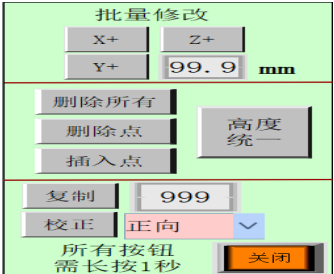 批量修改
X+ Z+
Y+ 99.9 mm
删除所有
删除点
高度
统一
插入点
复制 999
校正 正向
所有按钮
需长按1秒
关闭